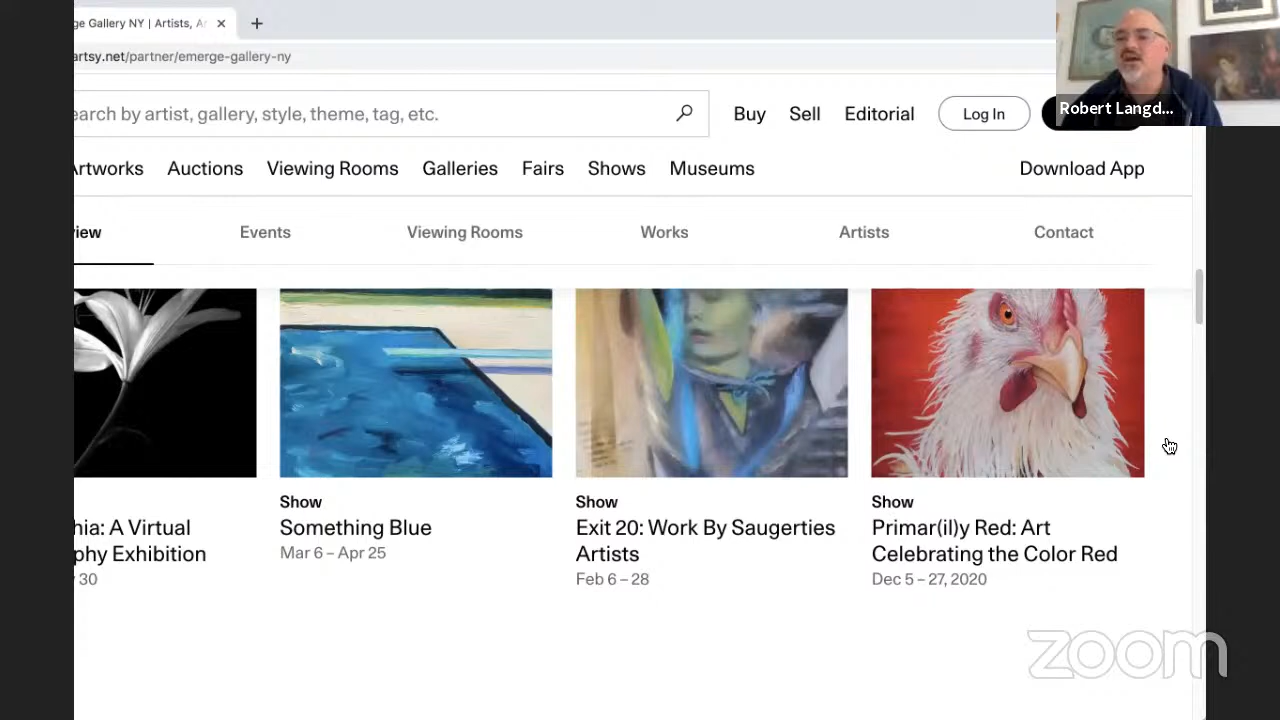 ge Gallery NY | Artists, A
artsy.net/partner/emerge-gallery-ny
earch by artist, gallery, style, theme, tag, etc.
Buy Sell Editorial Log In
Robert Langd...
Artworks Auctions Viewing Rooms Galleries Fairs Shows Museums Download App
view Events Viewing Rooms Works Artists Contact
Show Show Show
hia: A Virtual Something Blue Exit 20: Work By Saugerties Primar(il)y Red: Art
phy Exhibition Mar 6 – Apr 25 Artists Celebrating the Color Red
30 Feb 6 – 28 Dec 5 – 27, 2020
zoom